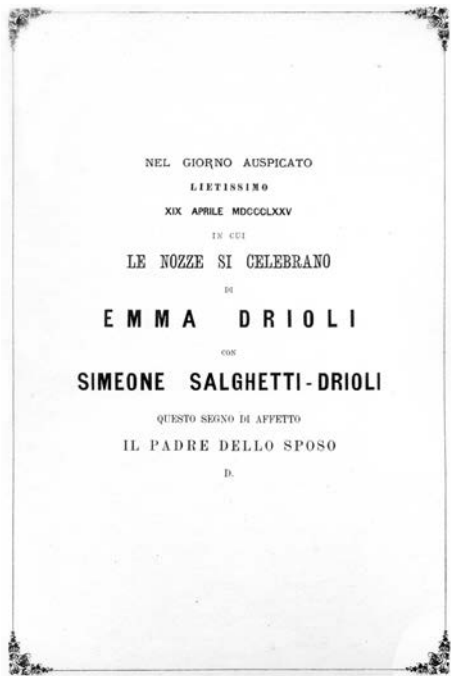 NEL GIORNO AUSPICATO
LIETISSIMO
XIX APRILE MDCCCLXXV
IN CUI
LE NOZZE SI CELEBRANO
DI
EMMA DRIOLI
CON
SIMEONE SALGHETTI-DRIOLI
QUESTO SEGNO DI AFFETTO
IL PADRE DELLO SPOSO
D.